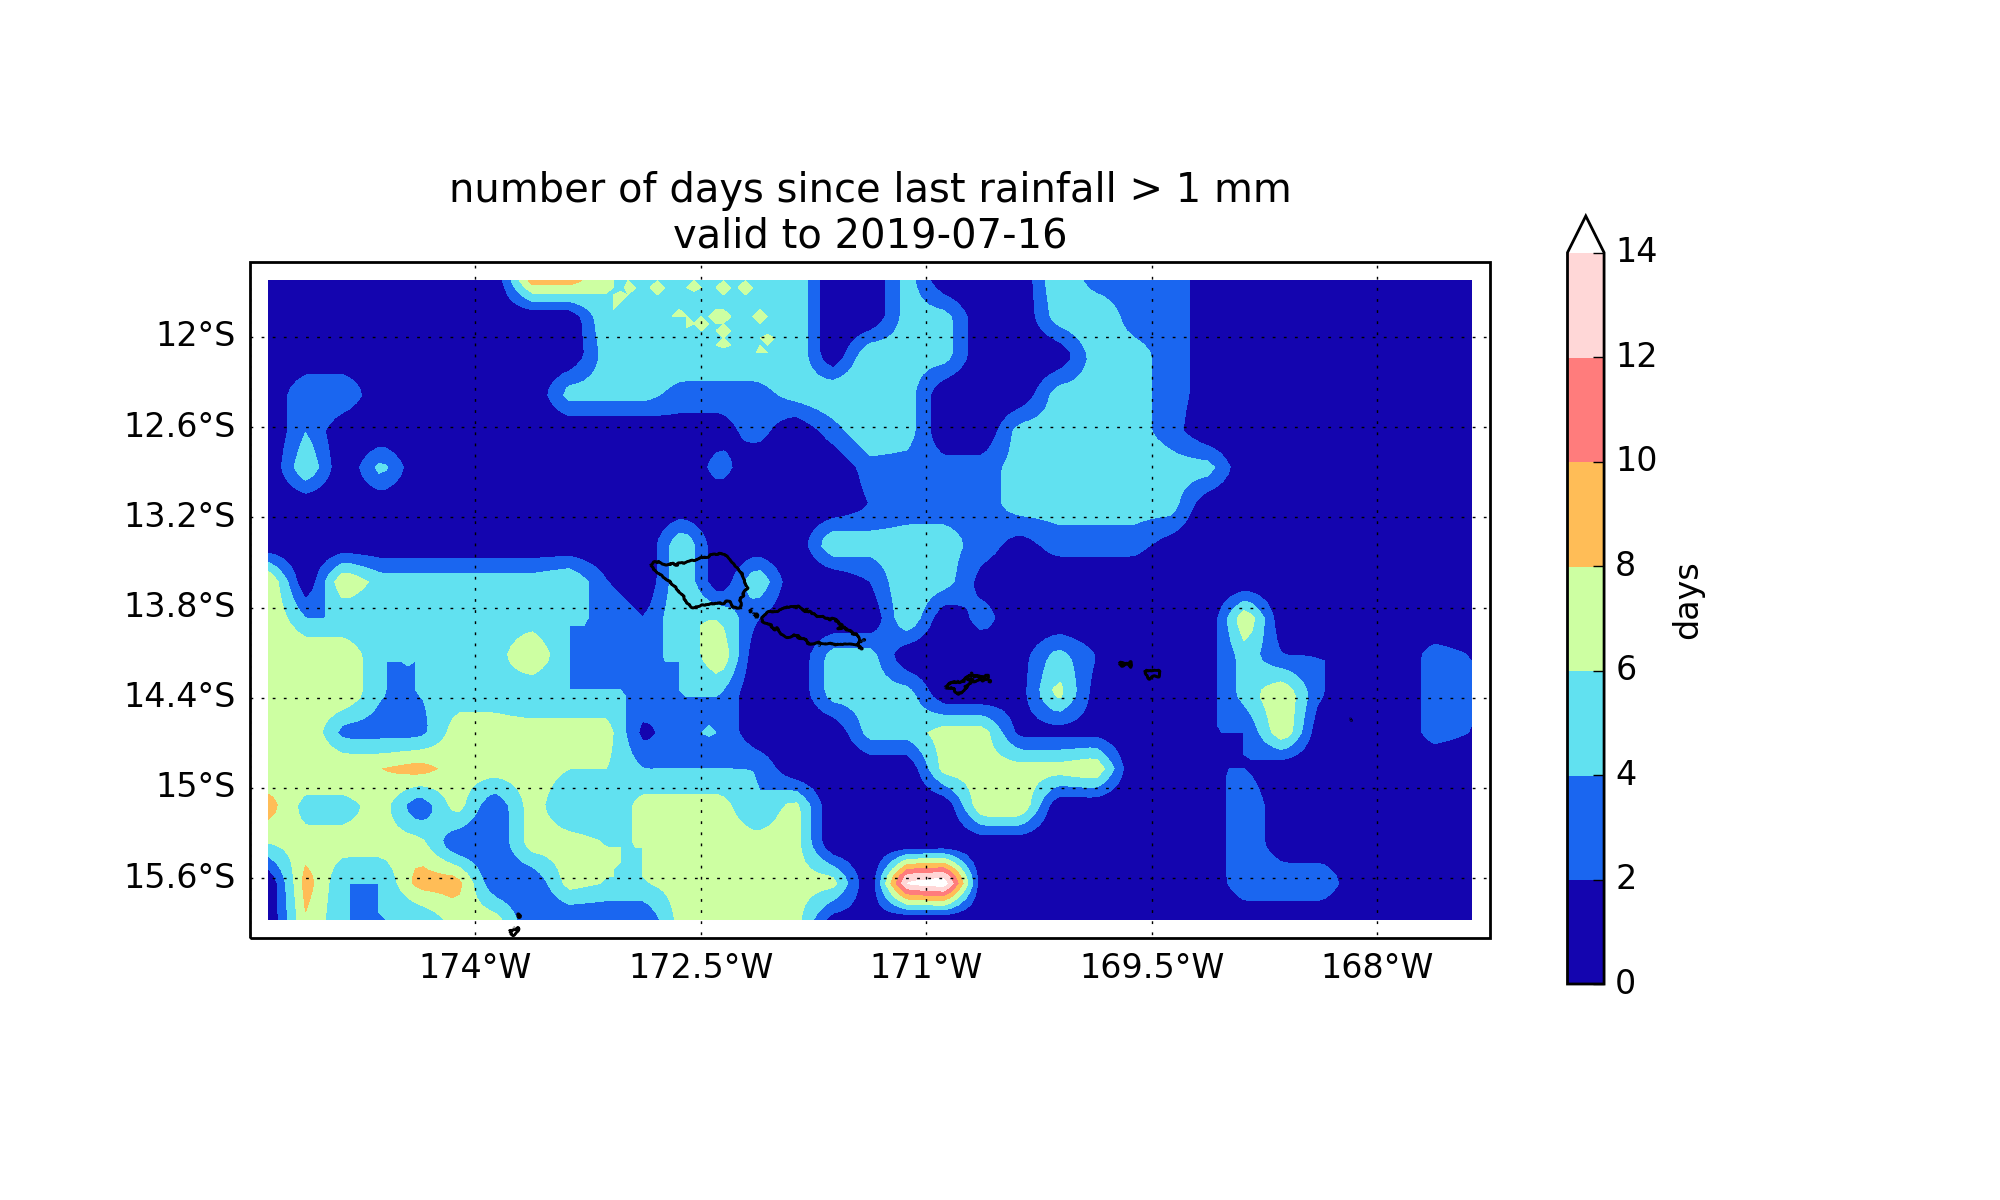 number of days since last rainfall > 1 mm
valid to 2019-07-16
12°S
12.6°S
13.2°S
13.8°S
14.4°S
15°S
15.6°S
174°W
172.5°W
171°W
169.5°W
168°W
14
12
10
8
6
4
2
0
days